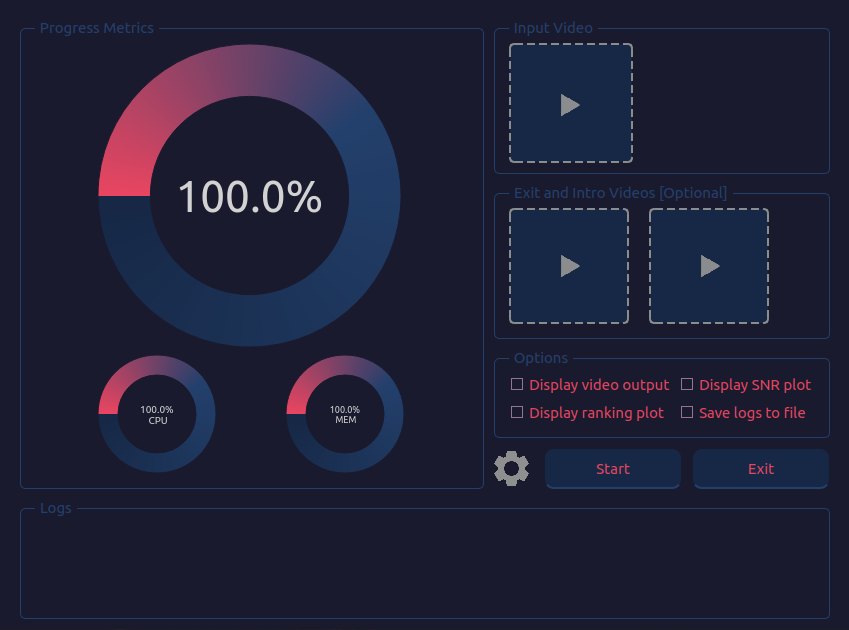 Progress Metrics
100.0%
100.0%
CPU
100.0%
MEM
Input Video
Exit and Intro Videos [Optional]
Options
Display video output
Display SNR plot
Display ranking plot
Save logs to file
Start
Exit
Logs